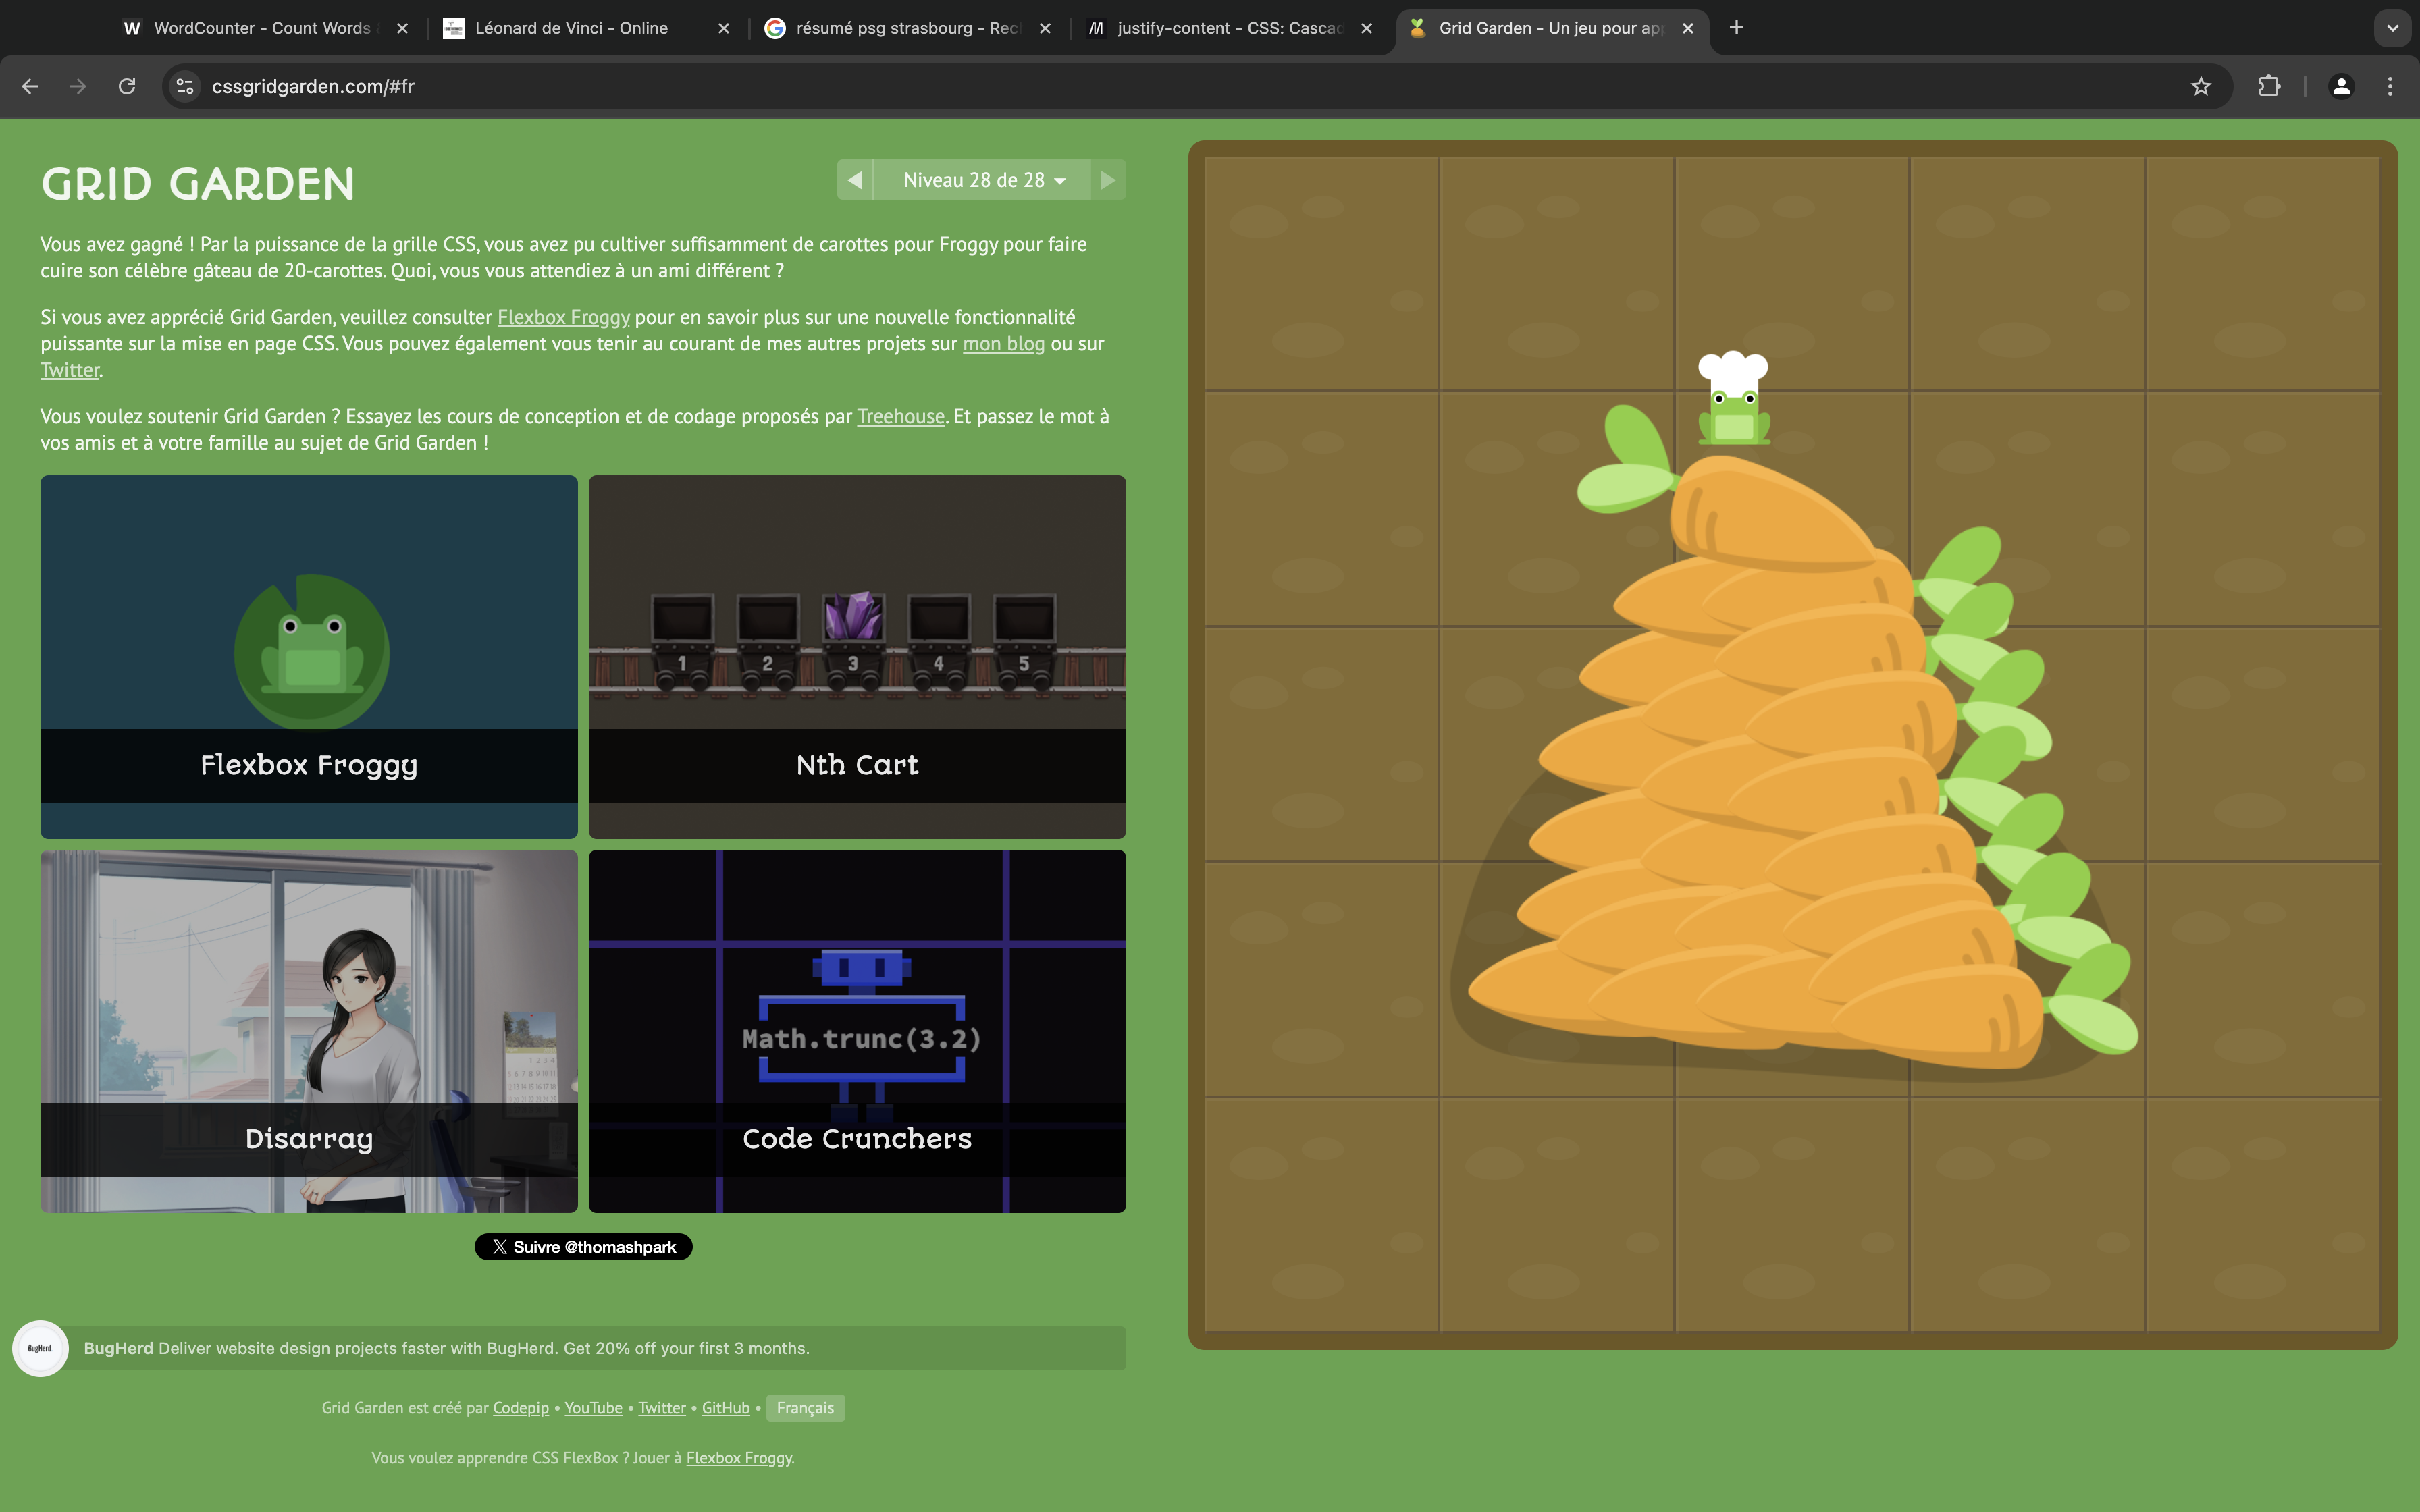 WordCounter - Count Words
Léonard de Vinci - Online
résumé psg strasbourg - Rec
justify-content - CSS: Cascad
Grid Garden - Un jeu pour app
cssgridgarden.com/#fr
GRID GARDEN
Niveau 28 de 28
Vous avez gagné ! Par la puissance de la grille CSS, vous avez pu cultiver suffisamment de carottes pour Froggy pour faire
cuire son célèbre gâteau de 20-carottes. Quoi, vous vous attendiez à un ami différent ?
Si vous avez apprécié Grid Garden, veuillez consulter Flexbox Froggy pour en savoir plus sur une nouvelle fonctionnalité
puissante sur la mise en page CSS. Vous pouvez également vous tenir au courant de mes autres projets sur mon blog ou sur
Twitter.
Vous voulez soutenir Grid Garden ? Essayez les cours de conception et de codage proposés par Treehouse. Et passez le mot à
vos amis et à votre famille au sujet de Grid Garden !
1 2 3 4 5
Flexbox Froggy
Nth Cart
Math.trunc(3.2)
Disarray
Code Crunchers
Suivre @thomashpark
BugHerd
BugHerd Deliver website design projects faster with BugHerd. Get 20% off your first 3 months.
Grid Garden est créé par Codepip • YouTube • Twitter • GitHub • Français
Vous voulez apprendre CSS FlexBox ? Jouer à Flexbox Froggy.